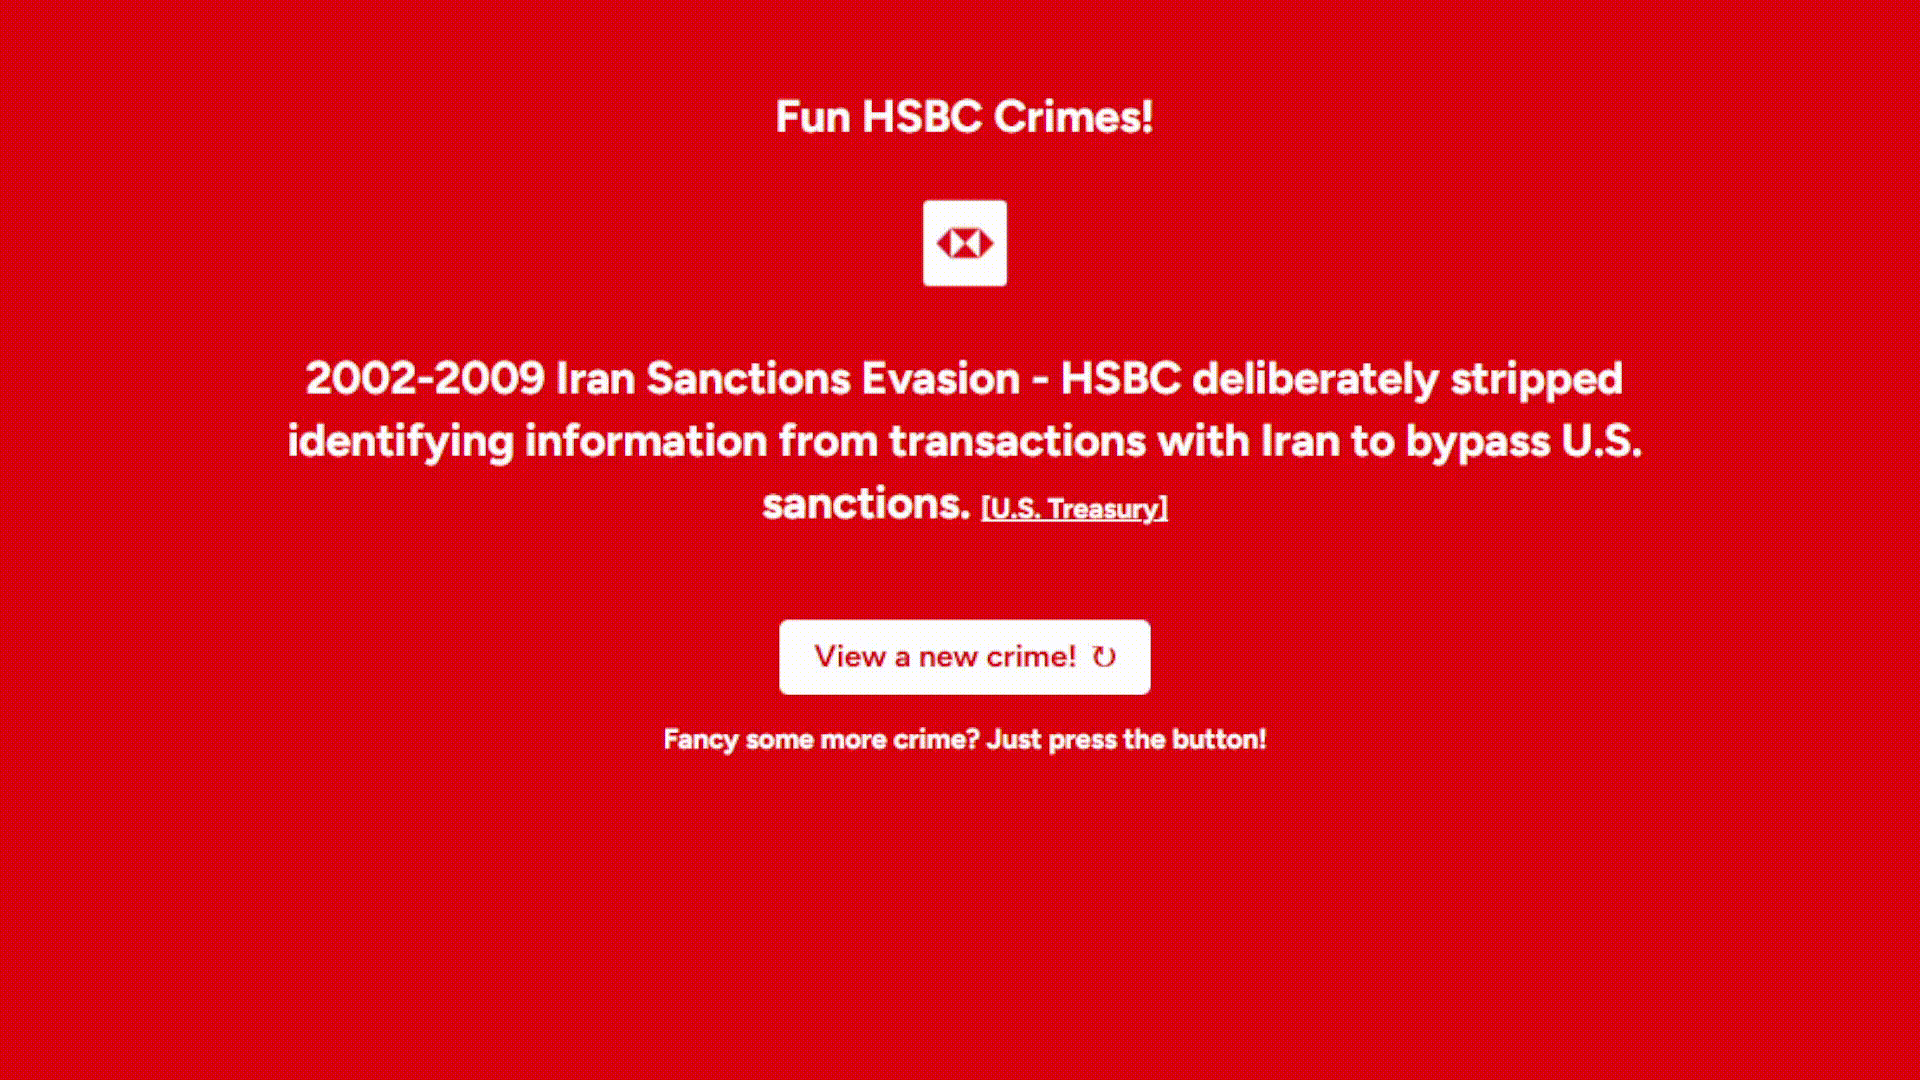 Fun HSBC Crimes!
2002-2009 Iran Sanctions Evasion - HSBC deliberately stripped
identifying information from transactions with Iran to bypass U.S.
sanctions. [U.S. Treasury]
View a new crime! ↻
Fancy some more crime? Just press the button!